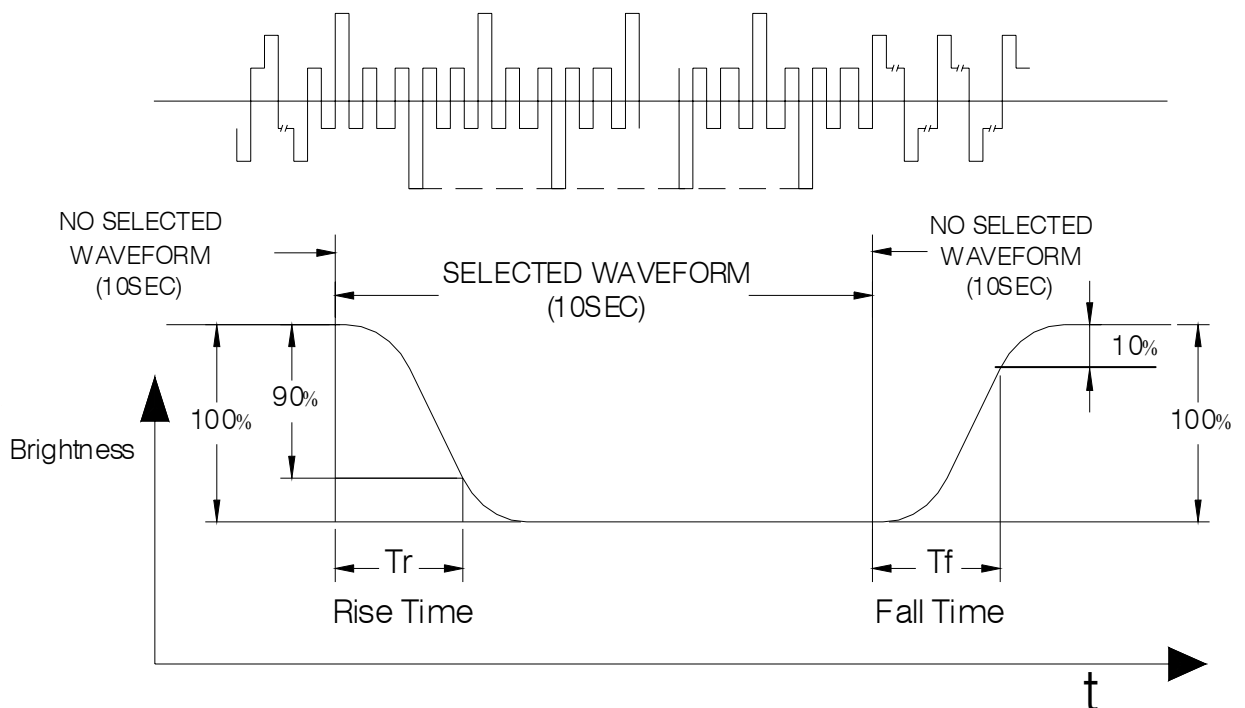 NO SELECTED
WAVEFORM
(10SEC)
SELECTED WAVEFORM
(10SEC)
NO SELECTED
WAVEFORM
(10SEC)
10%
90%
100%
100%
Brightness
Tr
Tf
Rise Time
Fall Time
t